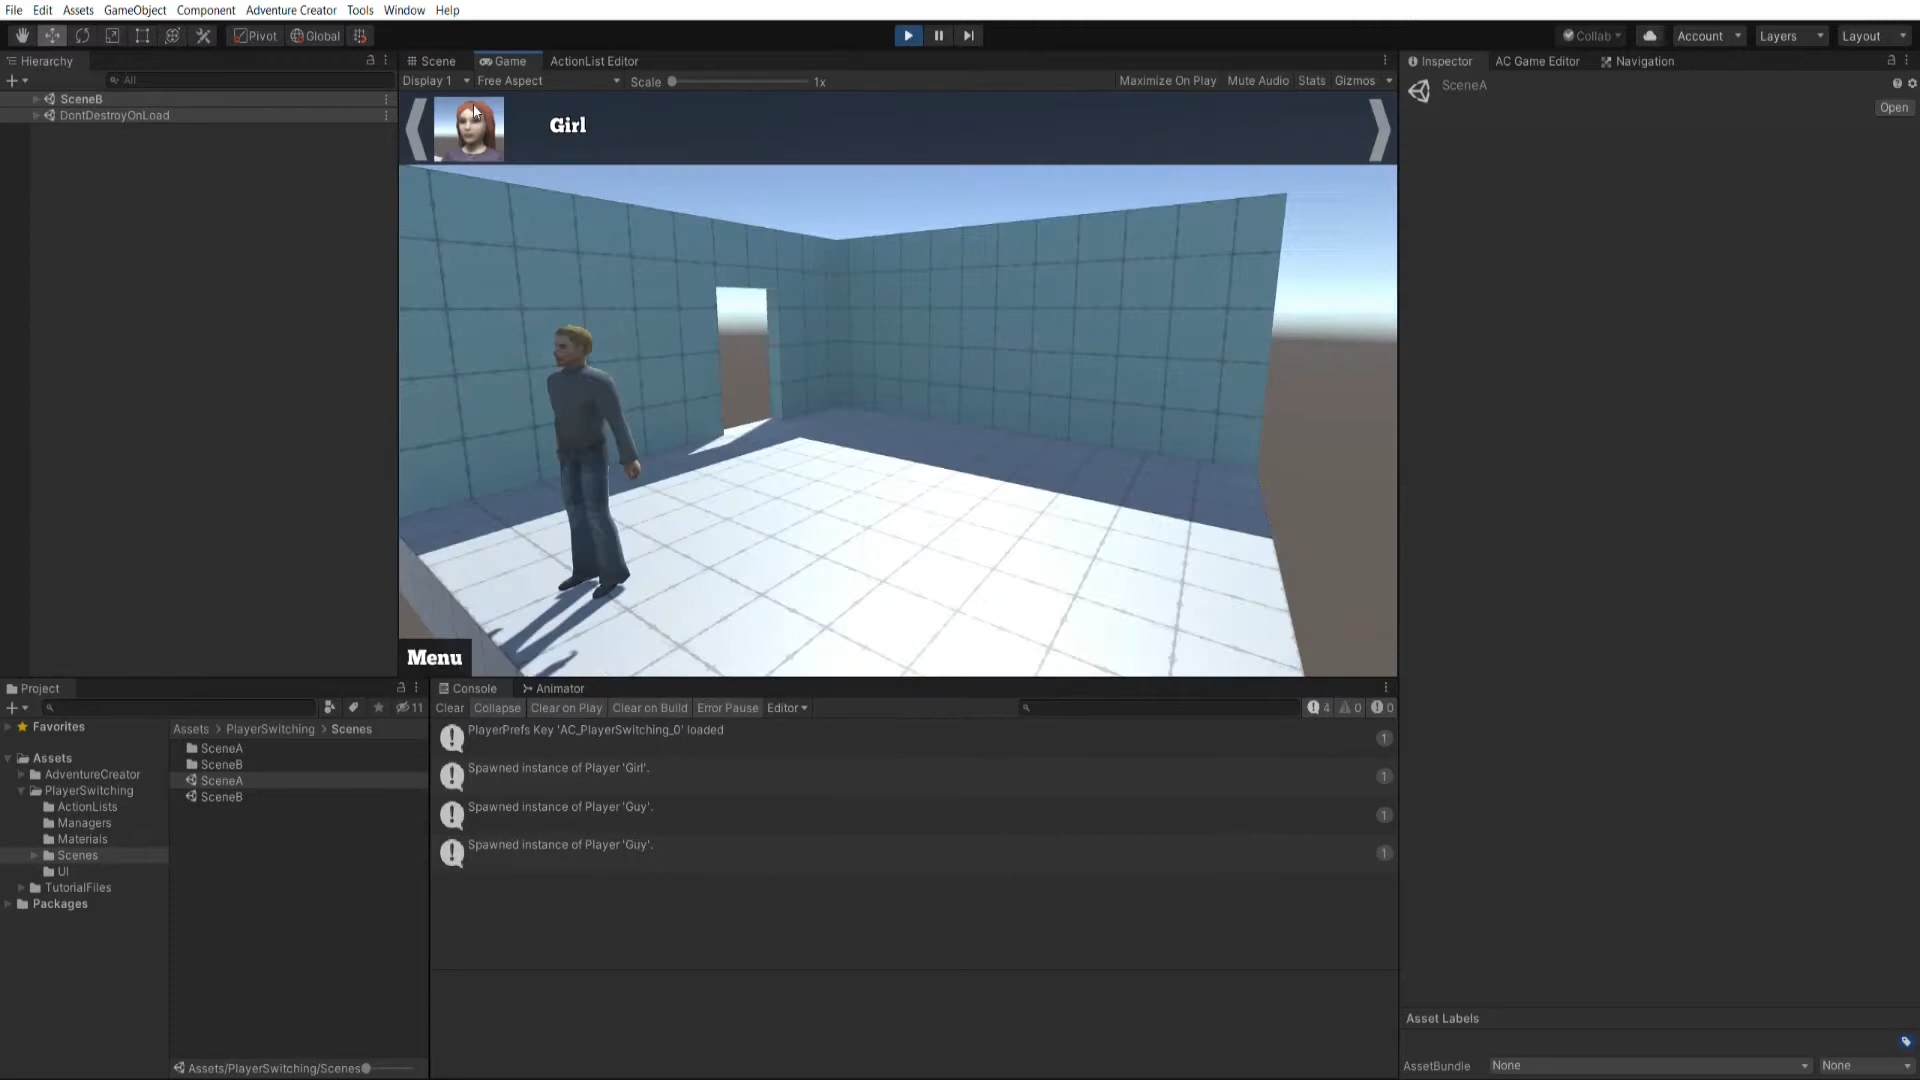 File Edit Assets GameObject Component Adventure Creator Tools Window Help
Pivot Global Collab Account Layers Layout
Hierarchy
All
SceneB
DontDestroyOnLoad
Scene Game ActionList Editor
Display 1 Free Aspect Scale 1x Maximize On Play Mute Audio Stats Gizmos
Girl
Menu
Inspector AC Game Editor Navigation
SceneA
Open
Project
11
Favorites
Assets
AdventureCreator
PlayerSwitching
ActionLists
Managers
Materials
Scenes
UI
TutorialFiles
Packages
Assets > PlayerSwitching > Scenes
SceneA
SceneB
SceneA
SceneB
Assets/PlayerSwitching/Scenes
Console Animator
Clear Collapse Clear on Play Clear on Build Error Pause Editor 4 0 0
PlayerPrefs Key 'AC_PlayerSwitching_0' loaded 1
Spawned instance of Player 'Girl'. 1
Spawned instance of Player 'Guy'. 1
Spawned instance of Player 'Guy'. 1
Asset Labels
AssetBundle None None